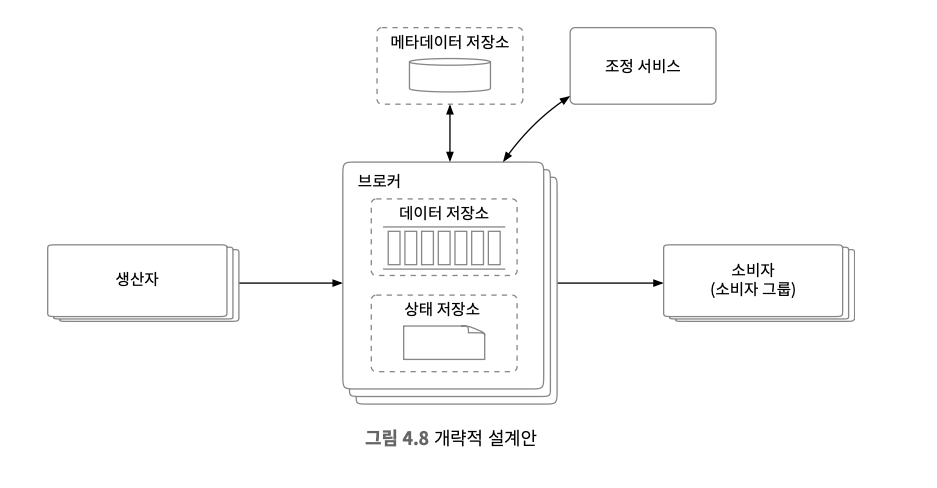 메타데이터 저장소
조정 서비스
브로커
데이터 저장소
생산자
소비자
(소비자 그룹)
상태 저장소
그림 4.8 개략적 설계안